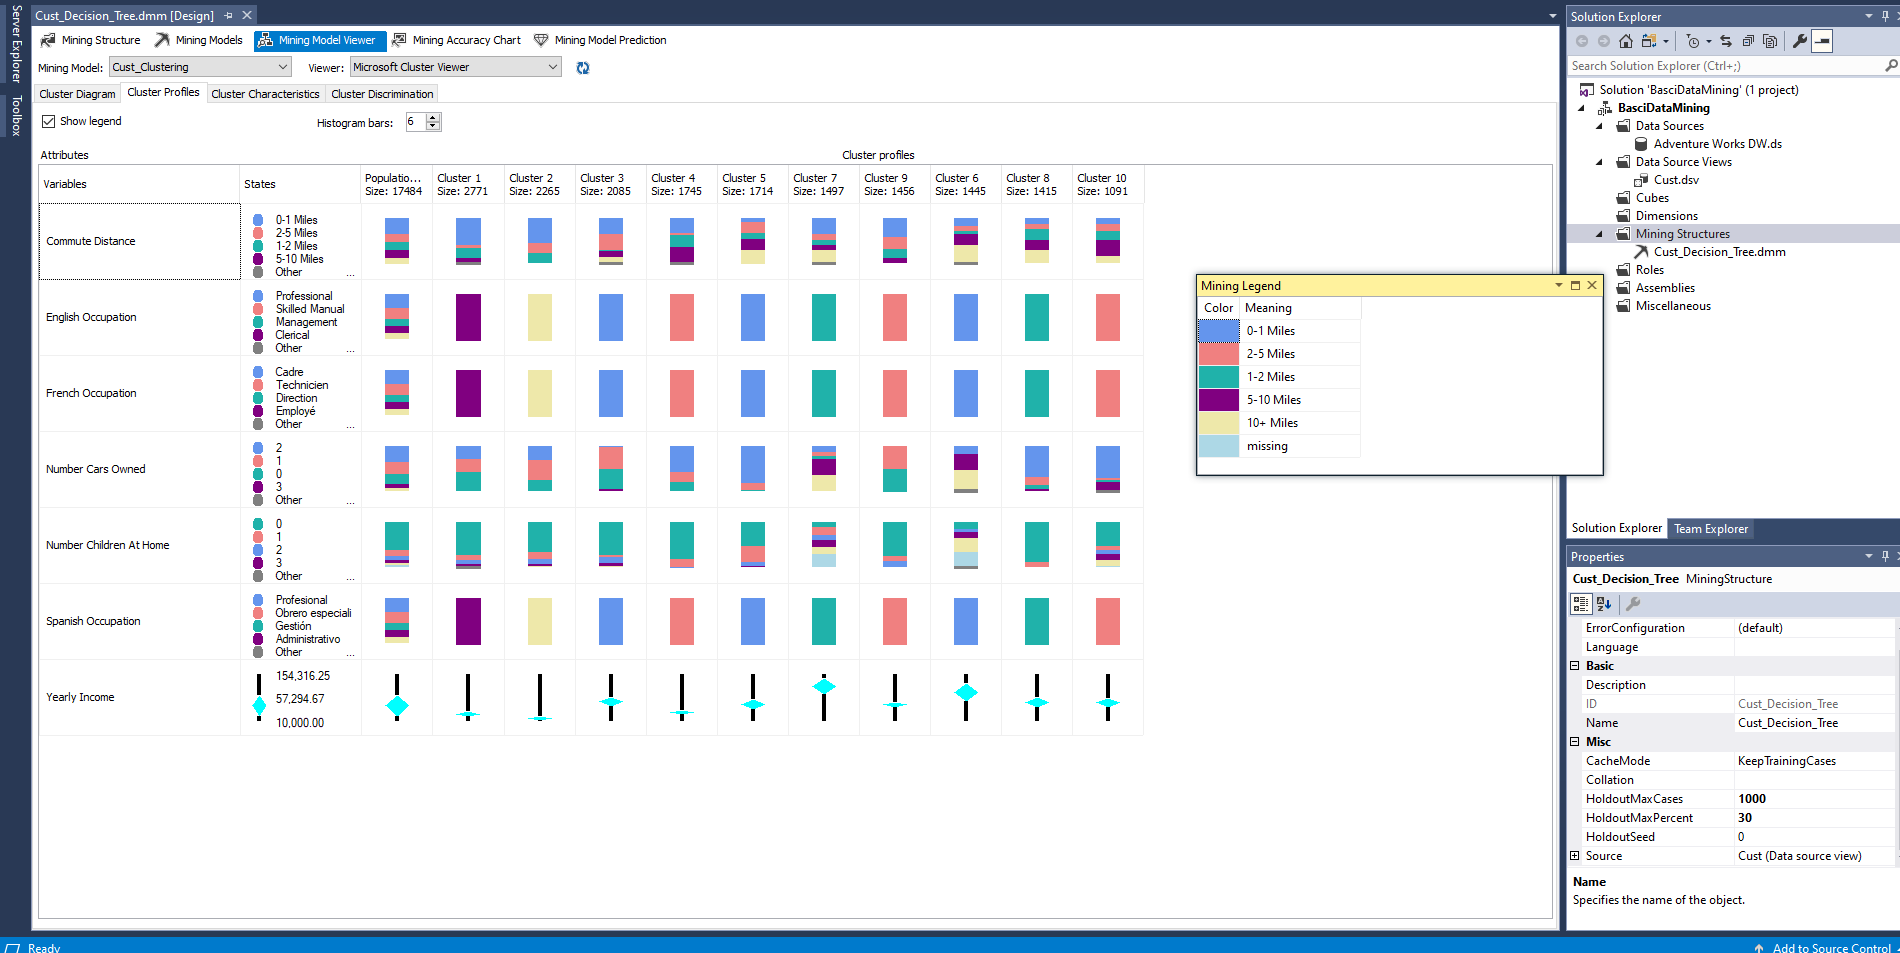 Server Explorer
Toolbox
Cust_Decision_Tree.dmm [Design]
Mining Structure
Mining Models
Mining Model Viewer
Mining Accuracy Chart
Mining Model Prediction
Mining Model: Cust_Clustering
Viewer: Microsoft Cluster Viewer
Cluster Diagram
Cluster Profiles
Cluster Characteristics
Cluster Discrimination
Show legend
Histogram bars: 6
Attributes
Cluster profiles
Variables
States
Populatio...
Size: 17484
Cluster 1
Size: 2771
Cluster 2
Size: 2265
Cluster 3
Size: 2085
Cluster 4
Size: 1745
Cluster 5
Size: 1714
Cluster 7
Size: 1497
Cluster 9
Size: 1456
Cluster 6
Size: 1445
Cluster 8
Size: 1415
Cluster 10
Size: 1091
Commute Distance
0-1 Miles
2-5 Miles
1-2 Miles
5-10 Miles
Other ...
English Occupation
Professional
Skilled Manual
Management
Clerical
Other ...
French Occupation
Cadre
Technicien
Direction
Employé
Other ...
Number Cars Owned
2
1
0
3
Other ...
Number Children At Home
0
1
2
3
Other ...
Spanish Occupation
Profesional
Obrero especiali
Gestión
Administrativo
Other ...
Yearly Income
154,316.25
57,294.67
10,000.00
Mining Legend
Color Meaning
0-1 Miles
2-5 Miles
1-2 Miles
5-10 Miles
10+ Miles
missing
Solution Explorer
Search Solution Explorer (Ctrl+;)
Solution 'BasciDataMining' (1 project)
BasciDataMining
Data Sources
Adventure Works DW.ds
Data Source Views
Cust.dsv
Cubes
Dimensions
Mining Structures
Cust_Decision_Tree.dmm
Roles
Assemblies
Miscellaneous
Solution Explorer
Team Explorer
Properties
Cust_Decision_Tree MiningStructure
ErrorConfiguration (default)
Language
Basic
Description
ID Cust_Decision_Tree
Name Cust_Decision_Tree
Misc
CacheMode KeepTrainingCases
Collation
HoldoutMaxCases 1000
HoldoutMaxPercent 30
HoldoutSeed 0
Source Cust (Data source view)
Name
Specifies the name of the object.
Ready
Add to Source Control